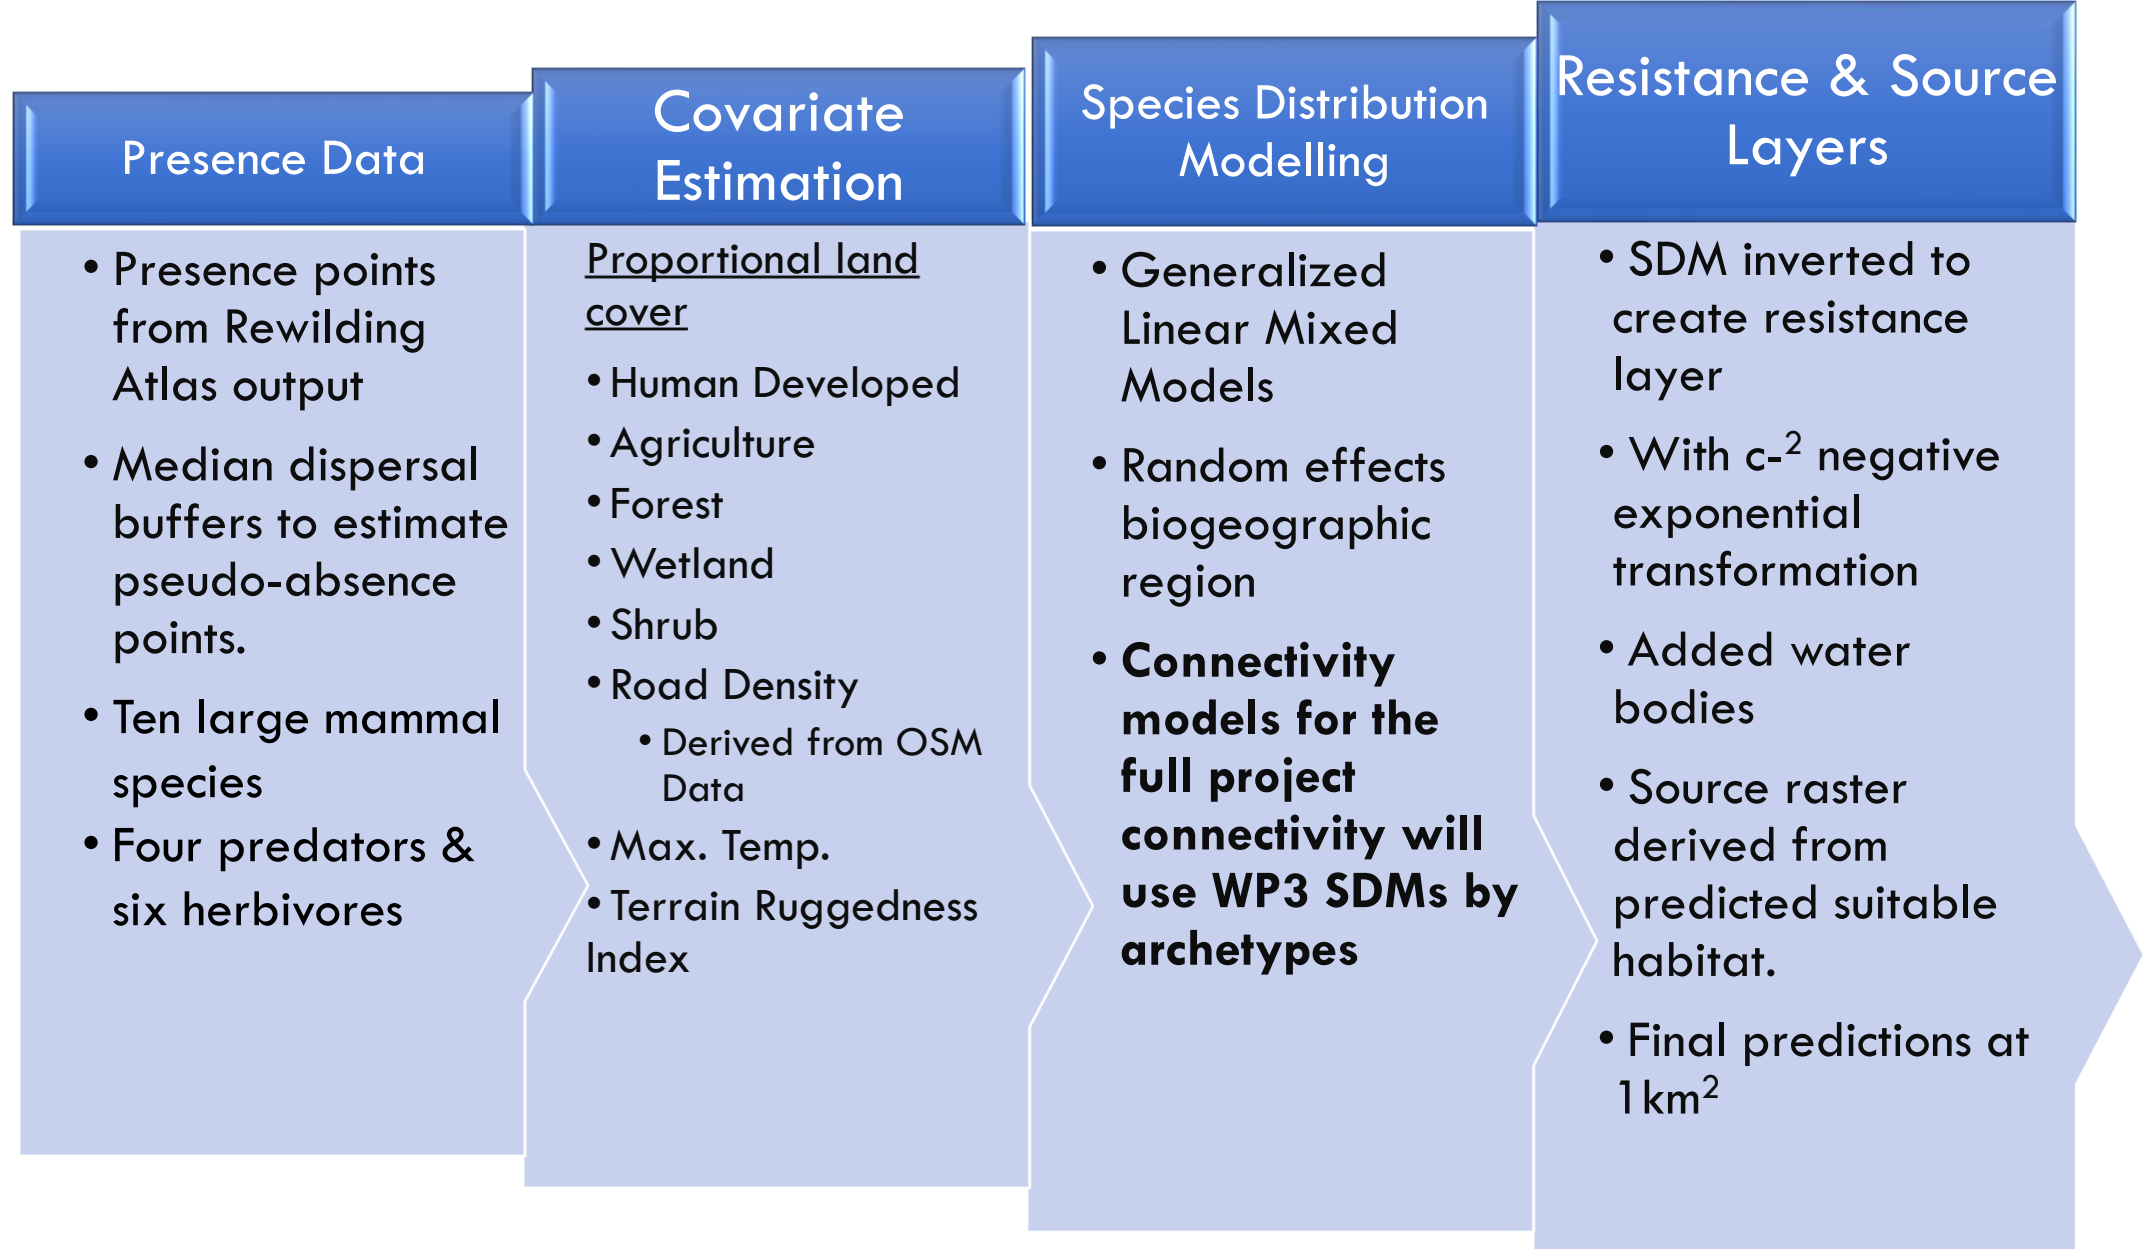 Presence Data
• Presence points
from Rewilding
Atlas output
• Median dispersal
buffers to estimate
pseudo-absence
points.
• Ten large mammal
species
• Four predators &
six herbivores
Covariate
Estimation
Proportional land
cover
• Human Developed
• Agriculture
• Forest
• Wetland
• Shrub
• Road Density
• Derived from OSM
Data
• Max. Temp.
• Terrain Ruggedness
Index
Species Distribution
Modelling
• Generalized
Linear Mixed
Models
• Random effects
biogeographic
region
• Connectivity
models for the
full project
connectivity will
use WP3 SDMs by
archetypes
Resistance & Source
Layers
• SDM inverted to
create resistance
layer
• With c-² negative
exponential
transformation
• Added water
bodies
• Source raster
derived from
predicted suitable
habitat.
• Final predictions at
1km²